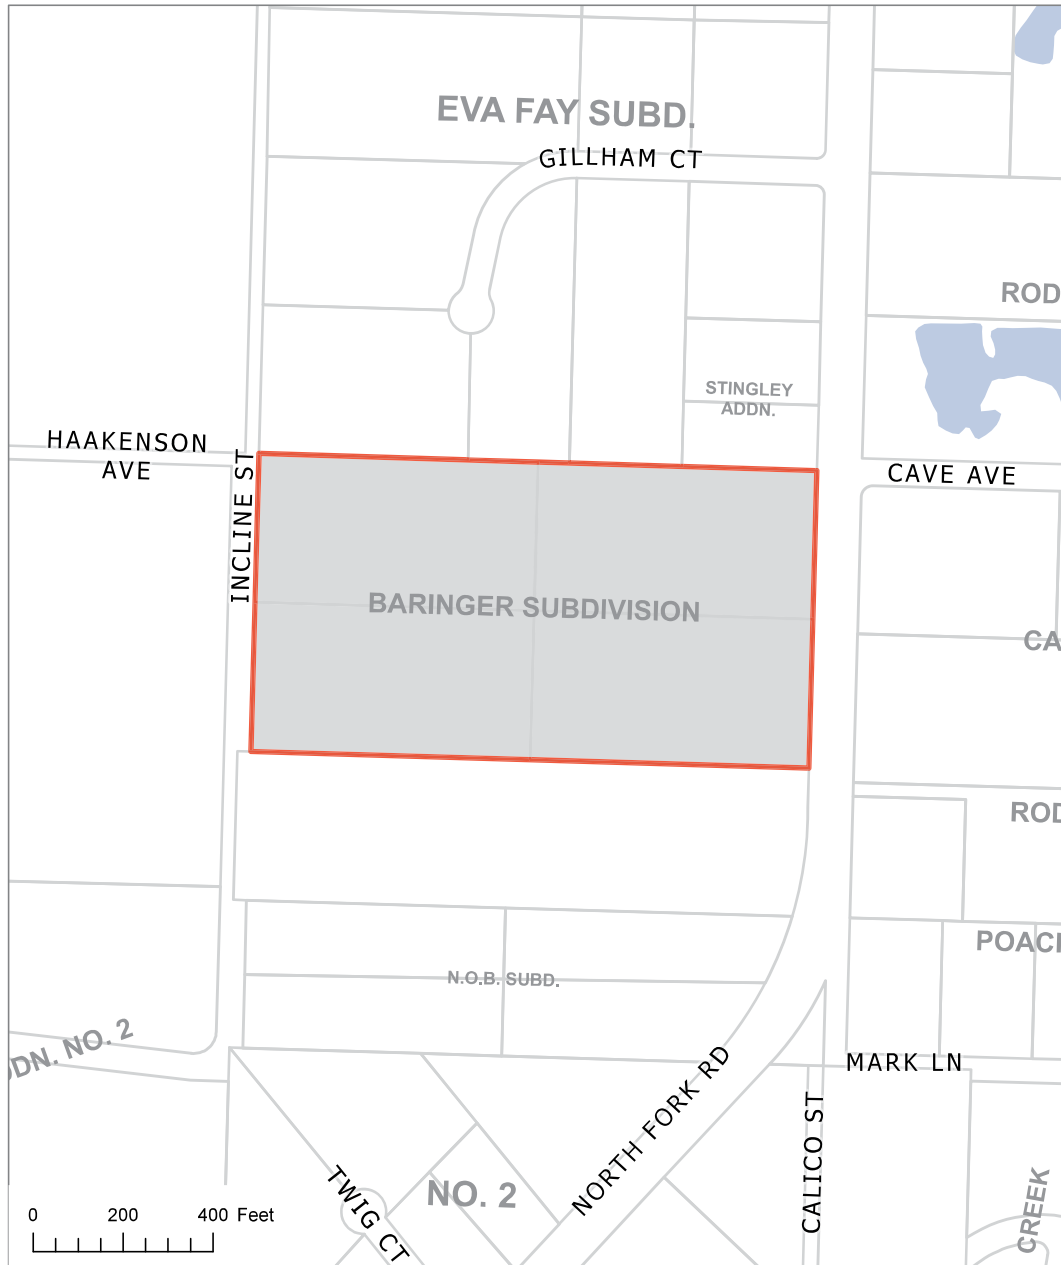 EVA FAY SUBD.
GILLHAM CT
ROD
STINGLEY
ADDN.
HAAKENSON
AVE
INCLINE ST
CAVE AVE
BARINGER SUBDIVISION
CA
ROD
N.O.B. SUBD.
DN. NO. 2
MARK LN
NORTH FORK RD
CALICO ST
TWIG CT
NO. 2
CREEK
0 200 400 Feet